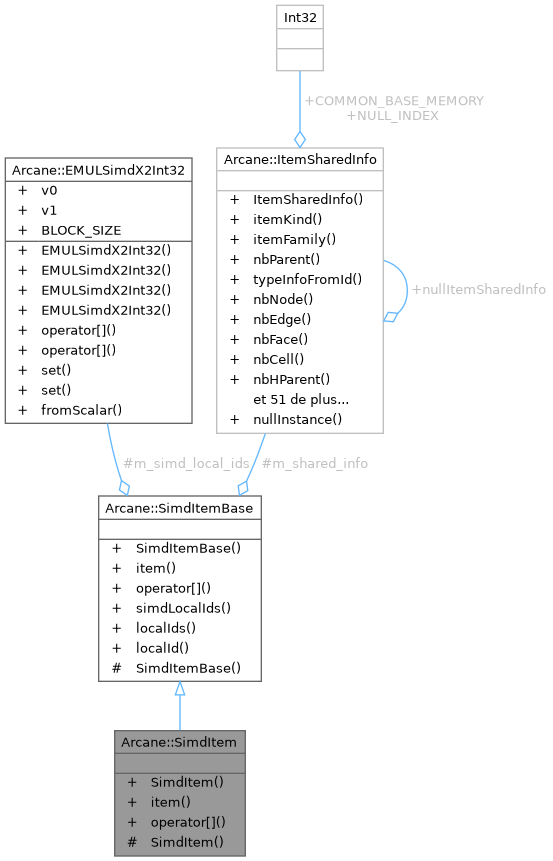 Int32
+COMMON_BASE_MEMORY
+NULL_INDEX
Arcane::EMULSimdX2Int32
+ v0
+ v1
+ BLOCK_SIZE
+ EMULSimdX2Int32()
+ EMULSimdX2Int32()
+ EMULSimdX2Int32()
+ EMULSimdX2Int32()
+ operator[]()
+ operator[]()
+ set()
+ set()
+ fromScalar()
Arcane::ItemSharedInfo
+ ItemSharedInfo()
+ itemKind()
+ itemFamily()
+ nbParent()
+ typeInfoFromId()
+ nbNode()
+ nbEdge()
+ nbFace()
+ nbCell()
+ nbHParent()
et 51 de plus...
+ nullInstance()
+nullItemSharedInfo
#m_simd_local_ids
#m_shared_info
Arcane::SimdItemBase
+ SimdItemBase()
+ item()
+ operator[]()
+ simdLocalIds()
+ localIds()
+ localId()
# SimdItemBase()
Arcane::SimdItem
+ SimdItem()
+ item()
+ operator[]()
# SimdItem()